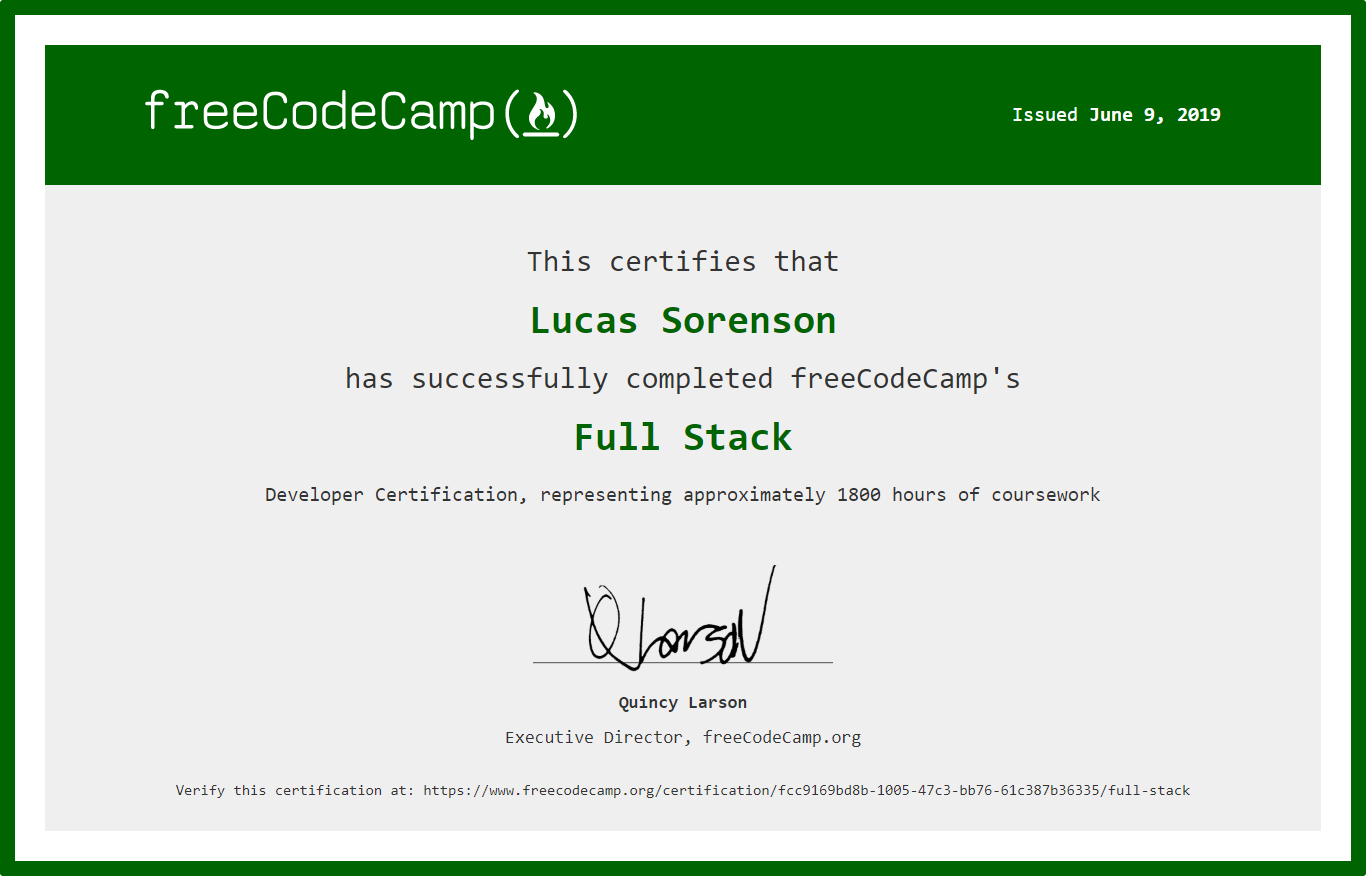 freeCodeCamp
Issued June 9, 2019
This certifies that
Lucas Sorenson
has successfully completed freeCodeCamp's
Full Stack
Developer Certification, representing approximately 1800 hours of coursework
Q Larson
Quincy Larson
Executive Director, freeCodeCamp.org
Verify this certification at: https://www.freecodecamp.org/certification/fcc9169bd8b-1005-47c3-bb76-61c387b36335/full-stack